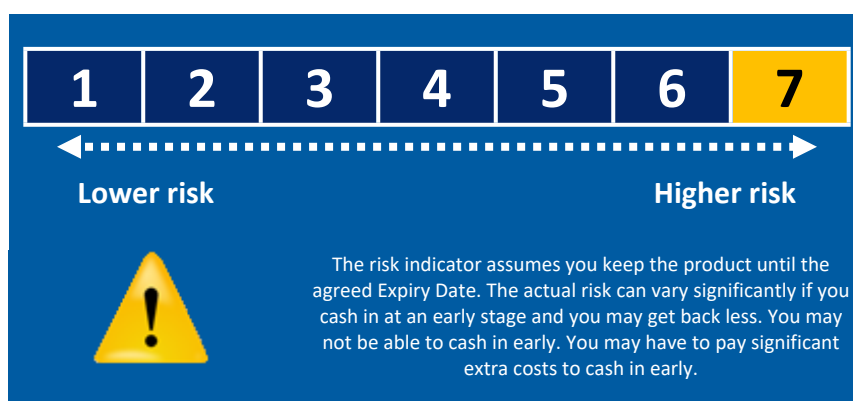 1 2 3 4 5 6 7
Lower risk Higher risk
The risk indicator assumes you keep the product until the
agreed Expiry Date. The actual risk can vary significantly if you
cash in at an early stage and you may get back less. You may
not be able to cash in early. You may have to pay significant
extra costs to cash in early.